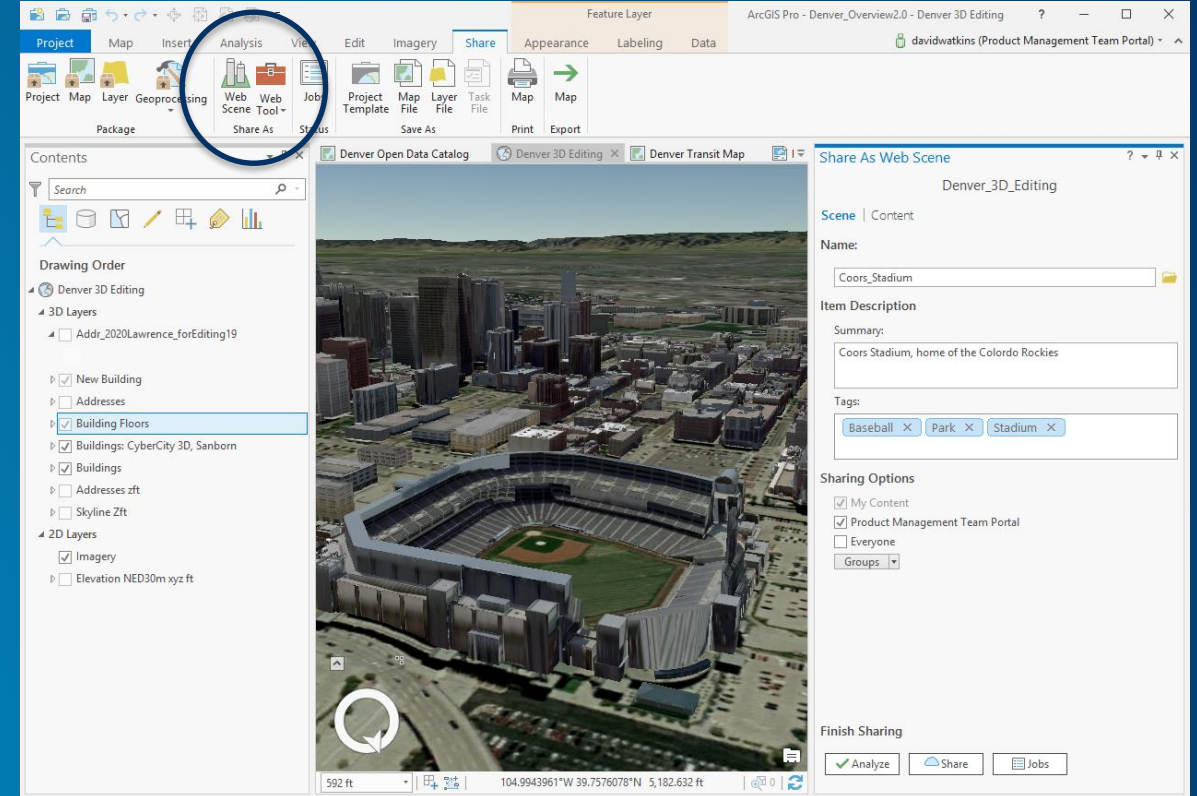 Feature Layer
ArcGIS Pro - Denver_Overview2.0 - Denver 3D Editing ?
Project Map Insert Analysis View Edit Imagery Share Appearance Labeling Data
davidwatkins (Product Management Team Portal)
Project Map Layer Geoprocessing Web Scene Web Tool Jobs Project Template Map File Layer File Task File Map Map
Package Share As Status Save As Print Export
Contents
Search
Drawing Order
Denver 3D Editing
3D Layers
Addr_2020Lawrence_forEditing19
New Building
Addresses
Building Floors
Buildings: CyberCity 3D, Sanborn
Buildings
Addresses zft
Skyline Zft
2D Layers
Imagery
Elevation NED30m xyz ft
Denver Open Data Catalog Denver 3D Editing Denver Transit Map
592 ft 104.9943961°W 39.7576078°N 5,182.632 ft 0
Share As Web Scene ?
Denver_3D_Editing
Scene | Content
Name:
Coors_Stadium
Item Description
Summary:
Coors Stadium, home of the Colordo Rockies
Tags:
Baseball Park Stadium
Sharing Options
My Content
Product Management Team Portal
Everyone
Groups
Finish Sharing
Analyze Share Jobs